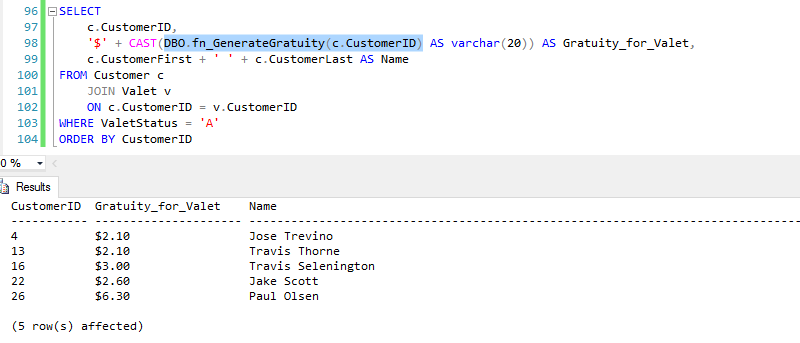 96 SELECT
97 c.CustomerID,
98 '$' + CAST(DBO.fn_GenerateGratuity(c.CustomerID) AS varchar(20)) AS Gratuity_for_Valet,
99 c.CustomerFirst + ' ' + c.CustomerLast AS Name
100 FROM Customer c
101 JOIN Valet v
102 ON c.CustomerID = v.CustomerID
103 WHERE ValetStatus = 'A'
104 ORDER BY CustomerID
0 %
Results
CustomerID Gratuity_for_Valet Name
4 $2.10 Jose Trevino
13 $2.10 Travis Thorne
16 $3.00 Travis Selenington
22 $2.60 Jake Scott
26 $6.30 Paul Olsen
(5 row(s) affected)